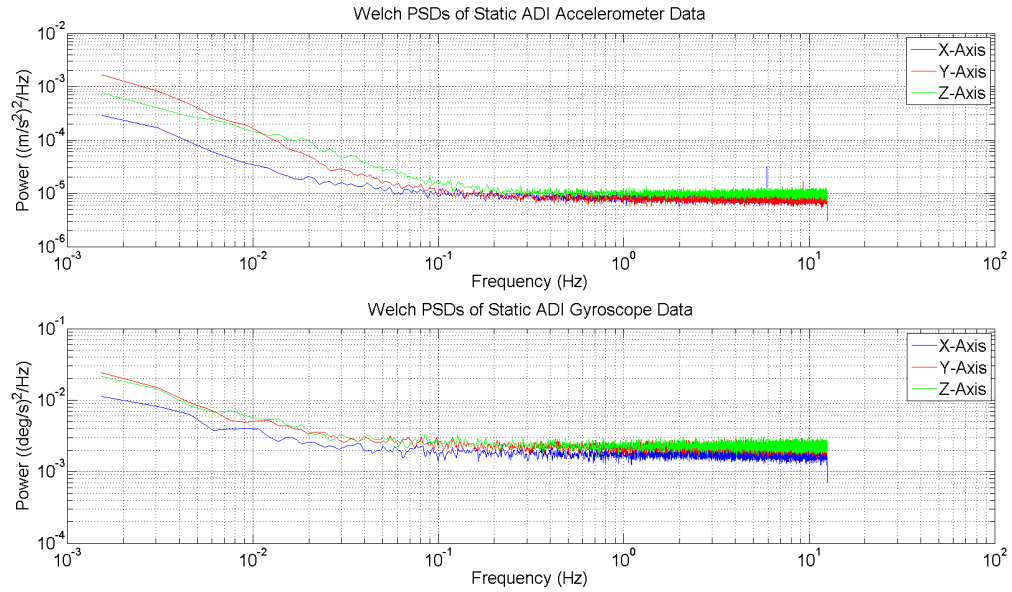 Welch PSDs of Static ADI Accelerometer Data
10^-2
10^-3
10^-4
10^-5
10^-6
Power ((m/s^2)^2/Hz)
X-Axis
Y-Axis
Z-Axis
10^-3 10^-2 10^-1 10^0 10^1 10^2
Frequency (Hz)
Welch PSDs of Static ADI Gyroscope Data
10^-1
10^-2
10^-3
10^-4
Power ((deg/s)^2/Hz)
X-Axis
Y-Axis
Z-Axis
10^-3 10^-2 10^-1 10^0 10^1 10^2
Frequency (Hz)